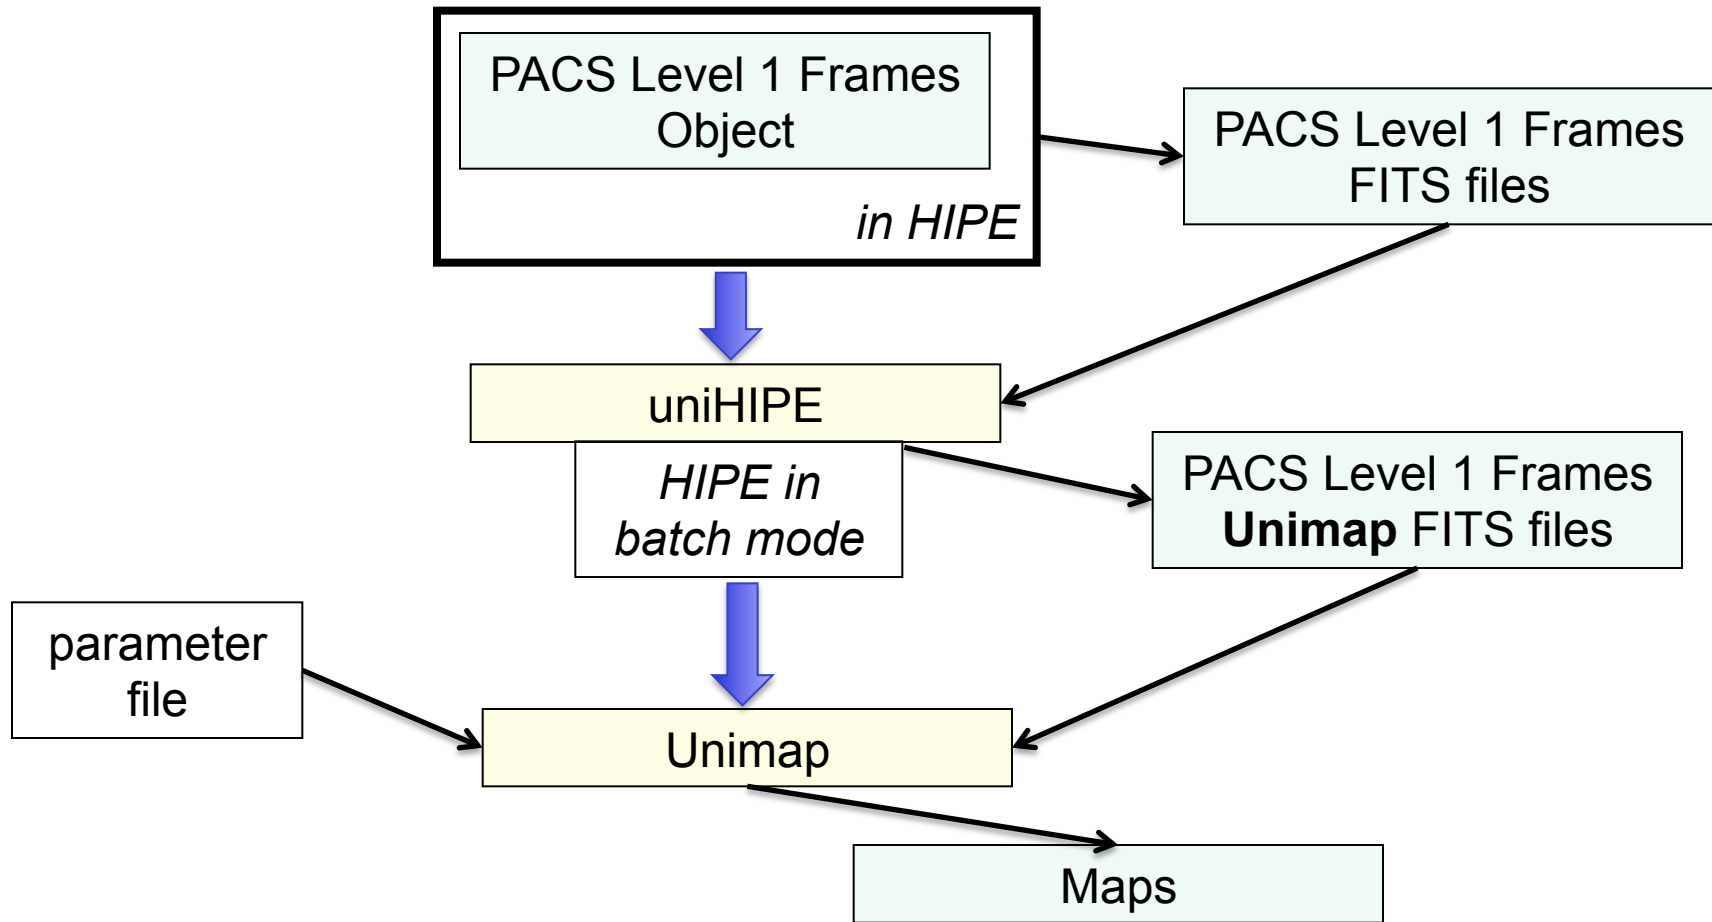 PACS Level 1 Frames
Object
in HIPE
PACS Level 1 Frames
FITS files
uniHIPE
HIPE in
batch mode
PACS Level 1 Frames
Unimap FITS files
parameter
file
Unimap
Maps